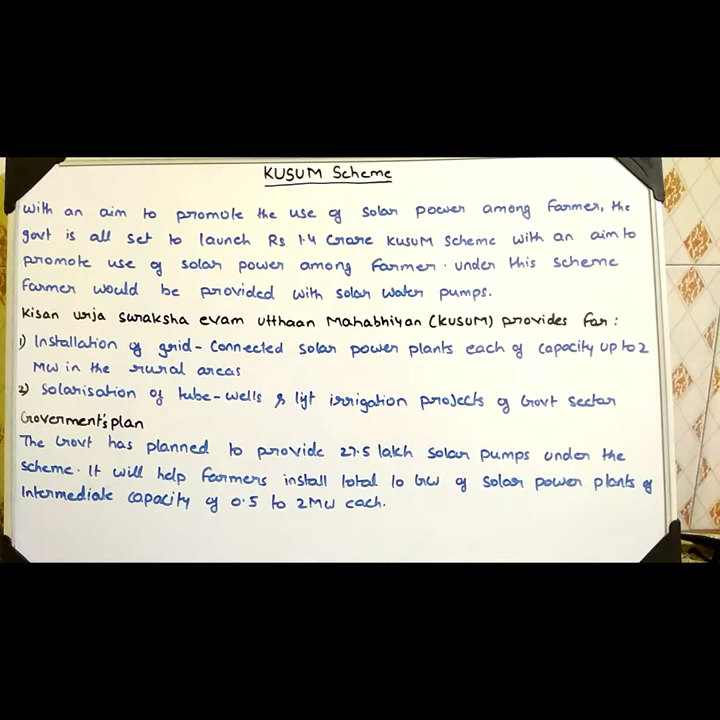 KUSUM Scheme
With an aim to promote the use of solar power among Farmer, the
govt is all set to launch Rs 1.4 Crore KUSUM scheme with an aim to
promote use of solar power among Farmer. under this scheme
Farmer would be provided with solar water pumps.
Kisan urja suraksha evam utthaan Mahabhiyan (KUSUM) provides for:
1) Installation of grid-connected solar power plants each of capacity up to 2
MW in the rural areas
2) Solarisation of tube-wells & lift irrigation projects of Govt sector
Goverment's plan
The Govt has planned to provide 27.5 lakh solar pumps under the
scheme. It will help Farmers install total 10 GW of solar power plants of
Intermediate capacity of 0.5 to 2MW each.